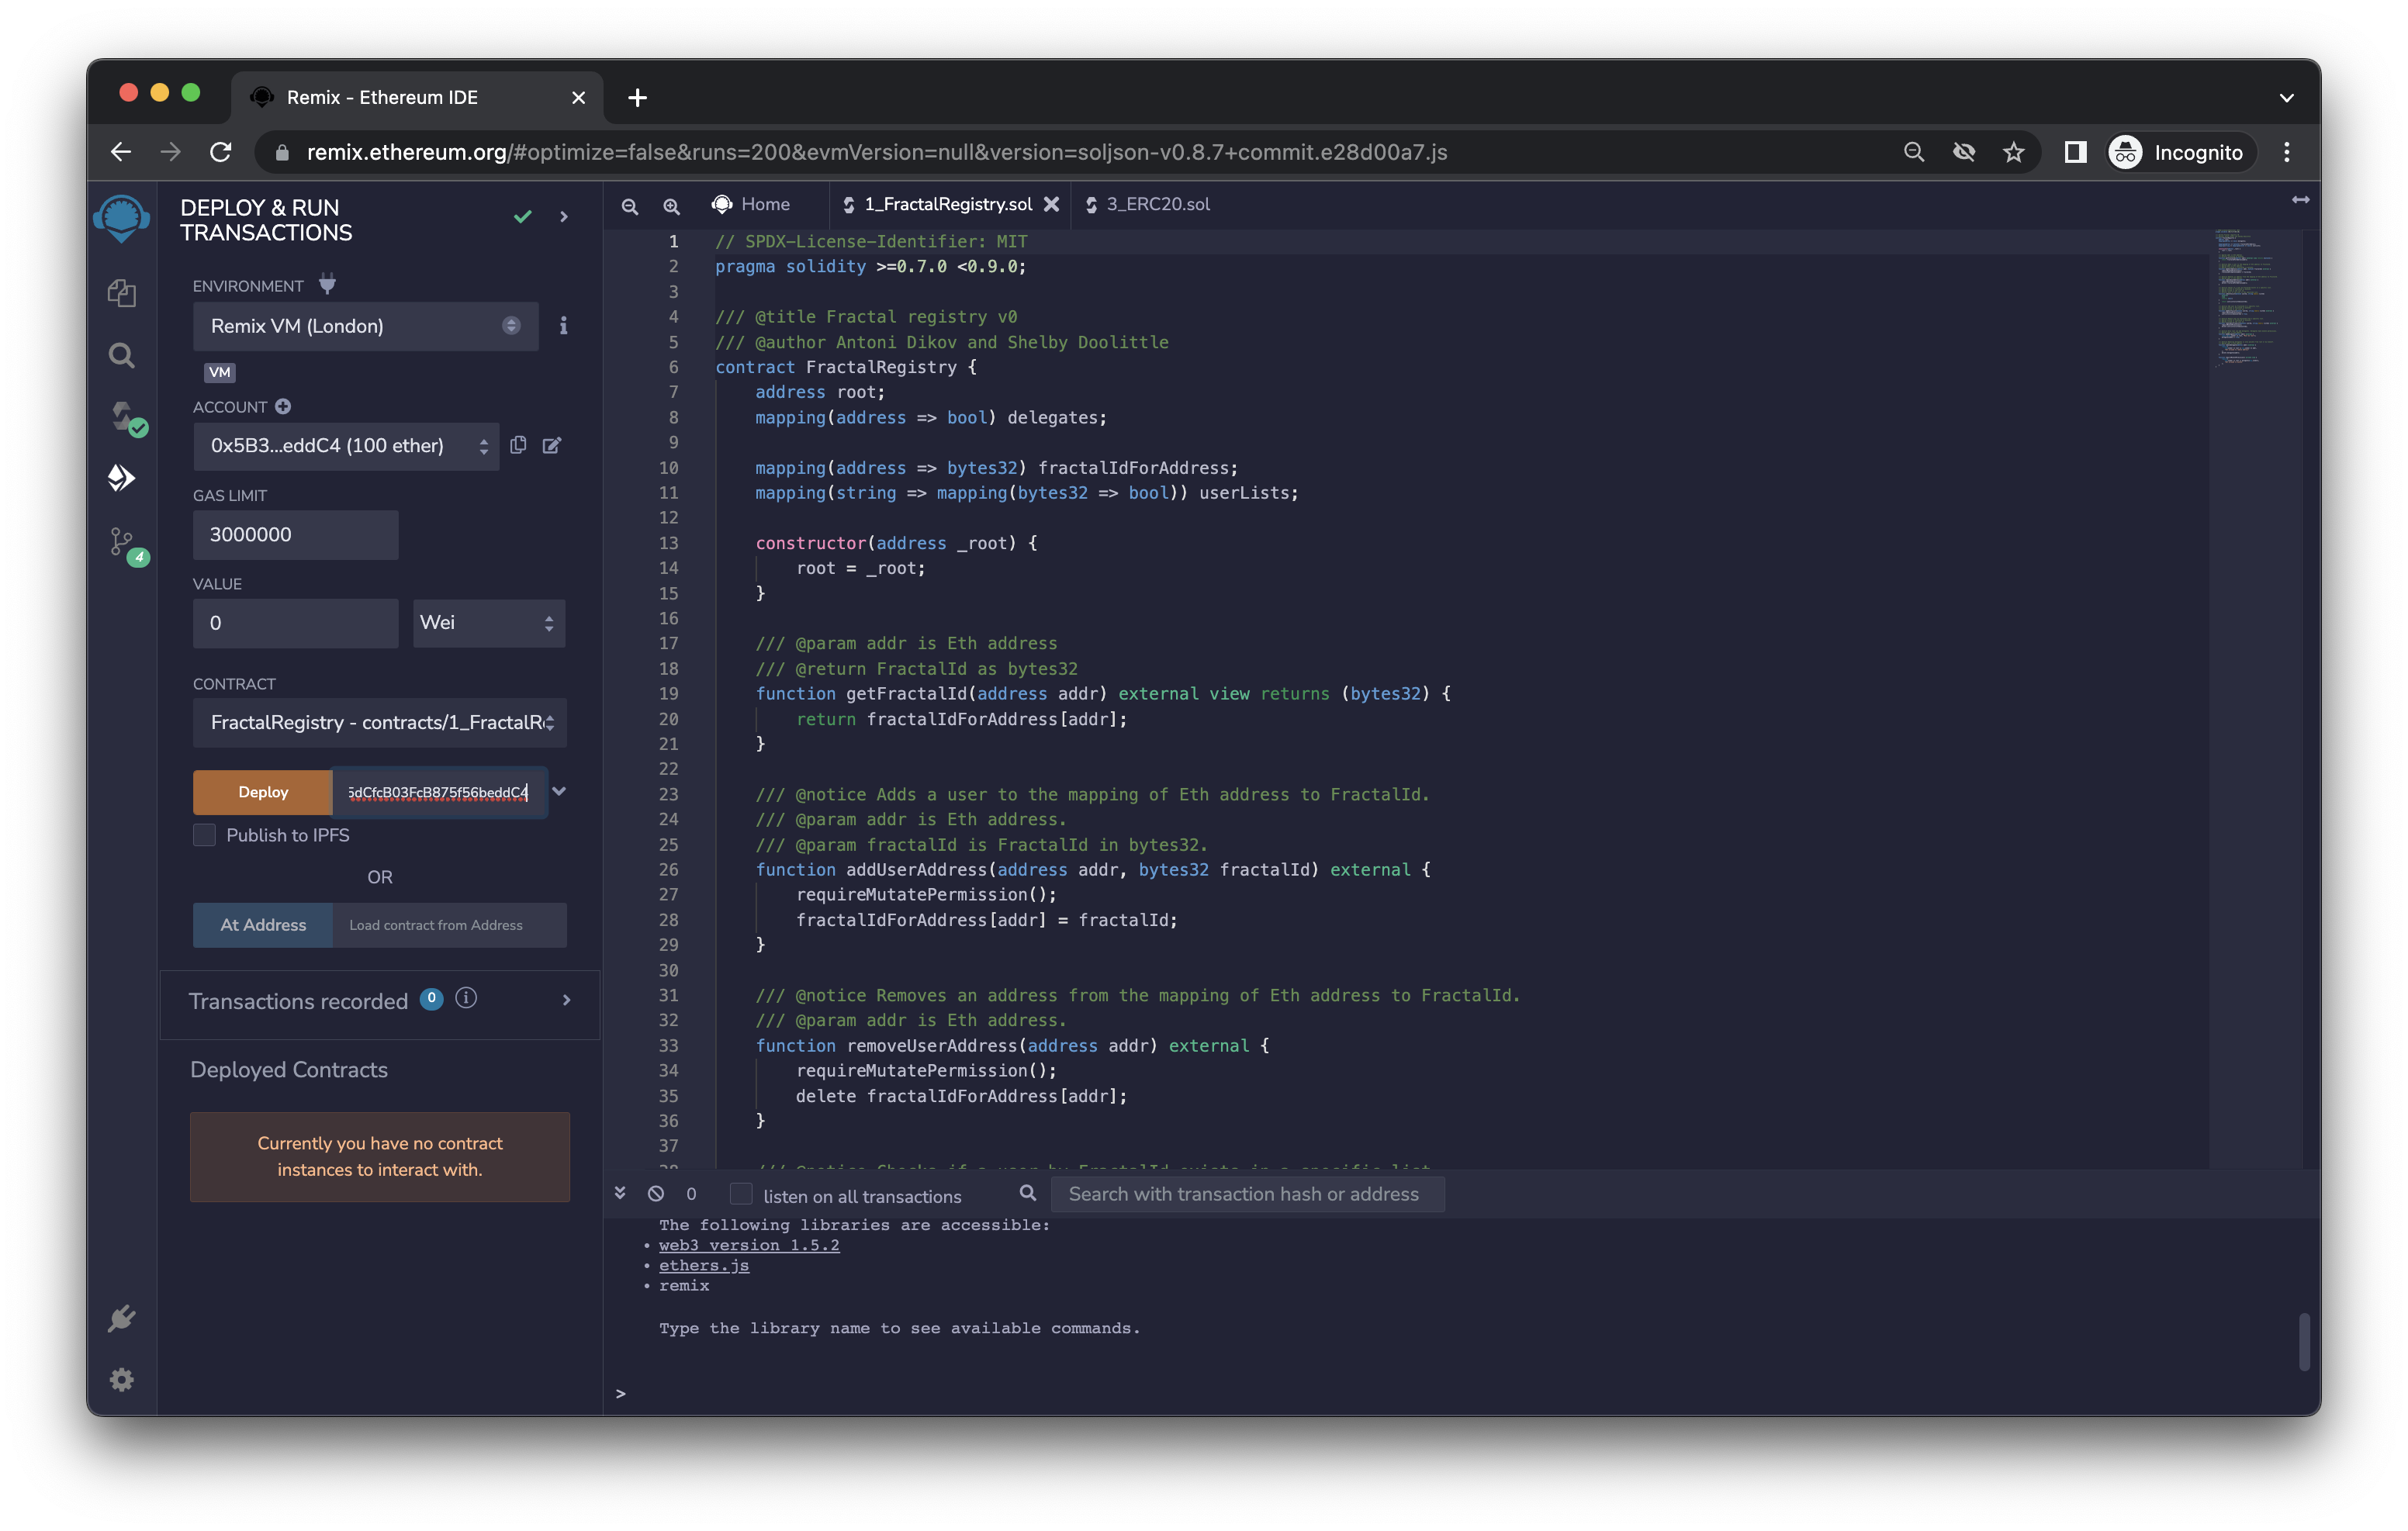 Remix - Ethereum IDE
remix.ethereum.org/#optimize=false&runs=200&evmVersion=null&version=soljson-v0.8.7+commit.e28d00a7.js
Incognito
DEPLOY & RUN
TRANSACTIONS
ENVIRONMENT
Remix VM (London)
VM
ACCOUNT
0x5B3...eddC4 (100 ether)
GAS LIMIT
3000000
VALUE
0
Wei
CONTRACT
FractalRegistry - contracts/1_FractalR
Deploy
5dCfcB03FcB875f56beddC4
Publish to IPFS
OR
At Address
Load contract from Address
Transactions recorded 0
Deployed Contracts
Currently you have no contract
instances to interact with.
4
Home
1_FractalRegistry.sol
3_ERC20.sol
1 // SPDX-License-Identifier: MIT
2 pragma solidity >=0.7.0 <0.9.0;
3
4 /// @title Fractal registry v0
5 /// @author Antoni Dikov and Shelby Doolittle
6 contract FractalRegistry {
7 address root;
8 mapping(address => bool) delegates;
9
10 mapping(address => bytes32) fractalIdForAddress;
11 mapping(string => mapping(bytes32 => bool)) userLists;
12
13 constructor(address _root) {
14 root = _root;
15 }
16
17 /// @param addr is Eth address
18 /// @return FractalId as bytes32
19 function getFractalId(address addr) external view returns (bytes32) {
20 return fractalIdForAddress[addr];
21 }
22
23 /// @notice Adds a user to the mapping of Eth address to FractalId.
24 /// @param addr is Eth address.
25 /// @param fractalId is FractalId in bytes32.
26 function addUserAddress(address addr, bytes32 fractalId) external {
27 requireMutatePermission();
28 fractalIdForAddress[addr] = fractalId;
29 }
30
31 /// @notice Removes an address from the mapping of Eth address to FractalId.
32 /// @param addr is Eth address.
33 function removeUserAddress(address addr) external {
34 requireMutatePermission();
35 delete fractalIdForAddress[addr];
36 }
37
38 /// @notice Checks if a user by FractalId exists in a specific list
0
listen on all transactions
Search with transaction hash or address
The following libraries are accessible:
• web3 version 1.5.2
• ethers.js
• remix
Type the library name to see available commands.
>